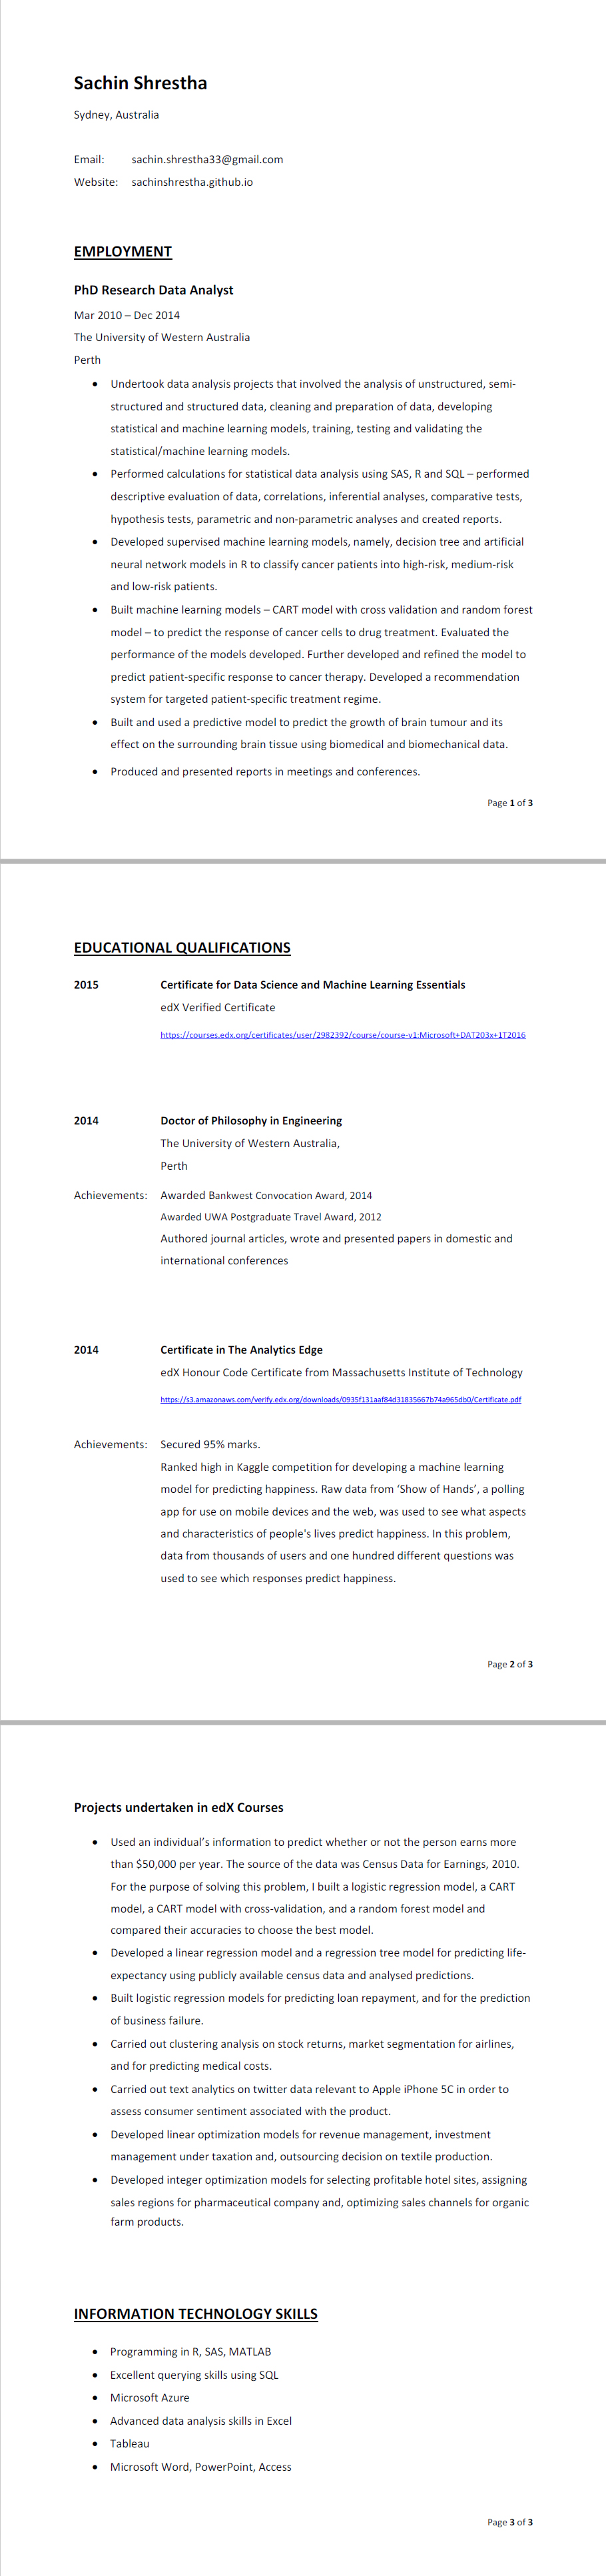 Sachin Shrestha
Sydney, Australia
Email: sachin.shrestha33@gmail.com
Website: sachinshrestha.github.io
EMPLOYMENT
PhD Research Data Analyst
Mar 2010 – Dec 2014
The University of Western Australia
Perth
• Undertook data analysis projects that involved the analysis of unstructured, semi-
structured and structured data, cleaning and preparation of data, developing
statistical and machine learning models, training, testing and validating the
statistical/machine learning models.
• Performed calculations for statistical data analysis using SAS, R and SQL – performed
descriptive evaluation of data, correlations, inferential analyses, comparative tests,
hypothesis tests, parametric and non-parametric analyses and created reports.
• Developed supervised machine learning models, namely, decision tree and artificial
neural network models in R to classify cancer patients into high-risk, medium-risk
and low-risk patients.
• Built machine learning models – CART model with cross validation and random forest
model – to predict the response of cancer cells to drug treatment. Evaluated the
performance of the models developed. Further developed and refined the model to
predict patient-specific response to cancer therapy. Developed a recommendation
system for targeted patient-specific treatment regime.
• Built and used a predictive model to predict the growth of brain tumour and its
effect on the surrounding brain tissue using biomedical and biomechanical data.
• Produced and presented reports in meetings and conferences.
Page 1 of 3
EDUCATIONAL QUALIFICATIONS
2015 Certificate for Data Science and Machine Learning Essentials
edX Verified Certificate
https://courses.edx.org/certificates/user/2982392/course/course-v1:Microsoft+DAT203x+1T2016
2014 Doctor of Philosophy in Engineering
The University of Western Australia,
Perth
Achievements: Awarded Bankwest Convocation Award, 2014
Awarded UWA Postgraduate Travel Award, 2012
Authored journal articles, wrote and presented papers in domestic and
international conferences
2014 Certificate in The Analytics Edge
edX Honour Code Certificate from Massachusetts Institute of Technology
https://s3.amazonaws.com/verify.edx.org/downloads/0935f131aaf84d31835667b74a965db0/Certificate.pdf
Achievements: Secured 95% marks.
Ranked high in Kaggle competition for developing a machine learning
model for predicting happiness. Raw data from ‘Show of Hands’, a polling
app for use on mobile devices and the web, was used to see what aspects
and characteristics of people's lives predict happiness. In this problem,
data from thousands of users and one hundred different questions was
used to see which responses predict happiness.
Page 2 of 3
Projects undertaken in edX Courses
• Used an individual’s information to predict whether or not the person earns more
than $50,000 per year. The source of the data was Census Data for Earnings, 2010.
For the purpose of solving this problem, I built a logistic regression model, a CART
model, a CART model with cross-validation, and a random forest model and
compared their accuracies to choose the best model.
• Developed a linear regression model and a regression tree model for predicting life-
expectancy using publicly available census data and analysed predictions.
• Built logistic regression models for predicting loan repayment, and for the prediction
of business failure.
• Carried out clustering analysis on stock returns, market segmentation for airlines,
and for predicting medical costs.
• Carried out text analytics on twitter data relevant to Apple iPhone 5C in order to
assess consumer sentiment associated with the product.
• Developed linear optimization models for revenue management, investment
management under taxation and, outsourcing decision on textile production.
• Developed integer optimization models for selecting profitable hotel sites, assigning
sales regions for pharmaceutical company and, optimizing sales channels for organic
farm products.
INFORMATION TECHNOLOGY SKILLS
• Programming in R, SAS, MATLAB
• Excellent querying skills using SQL
• Microsoft Azure
• Advanced data analysis skills in Excel
• Tableau
• Microsoft Word, PowerPoint, Access
Page 3 of 3